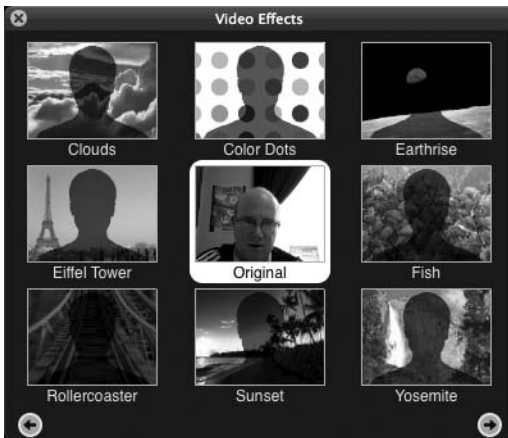 Video Effects
Clouds
Color Dots
Earthrise
Eiffel Tower
Original
Fish
Rollercoaster
Sunset
Yosemite